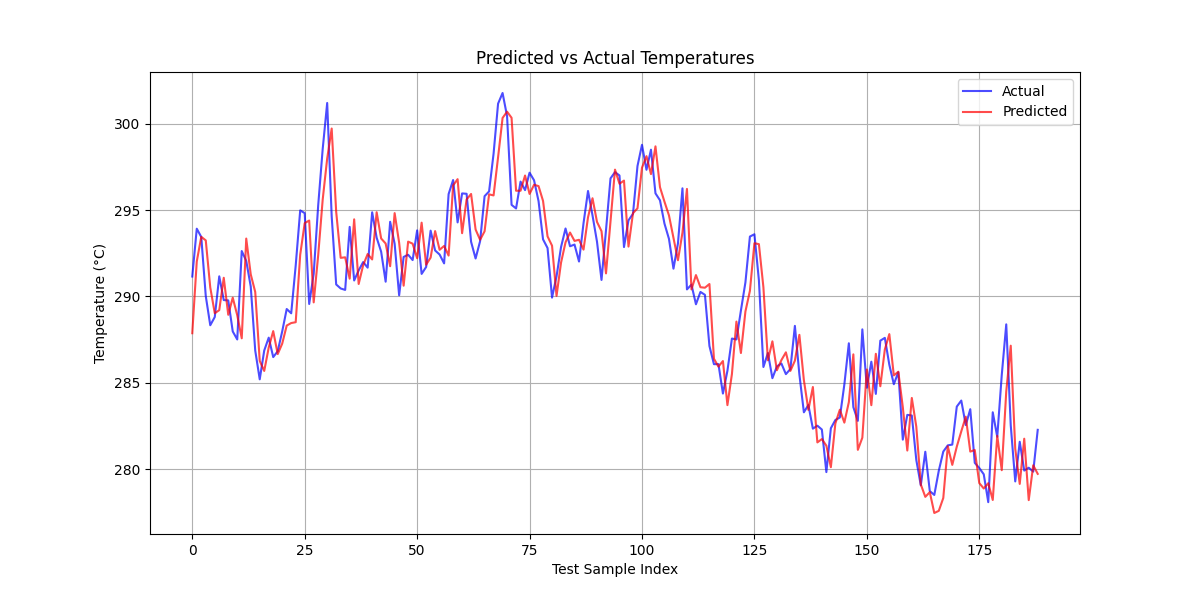 Predicted vs Actual Temperatures
Actual
Predicted
Temperature (°C)
300
295
290
285
280
0 25 50 75 100 125 150 175
Test Sample Index